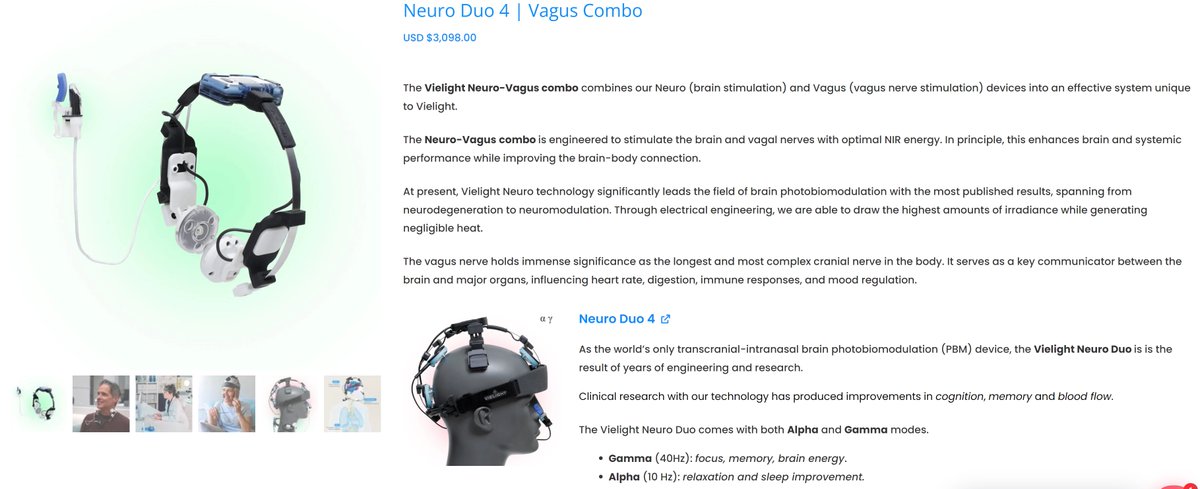 Neuro Duo 4 | Vagus Combo
USD $3,098.00
The Vielight Neuro-Vagus combo combines our Neuro (brain stimulation) and Vagus (vagus nerve stimulation) devices into an effective system unique
to Vielight.
The Neuro-Vagus combo is engineered to stimulate the brain and vagal nerves with optimal NIR energy. In principle, this enhances brain and systemic
performance while improving the brain-body connection.
At present, Vielight Neuro technology significantly leads the field of brain photobiomodulation with the most published results, spanning from
neurodegeneration to neuromodulation. Through electrical engineering, we are able to draw the highest amounts of irradiance while generating
negligible heat.
The vagus nerve holds immense significance as the longest and most complex cranial nerve in the body. It serves as a key communicator between the
brain and major organs, influencing heart rate, digestion, immune responses, and mood regulation.
α γ
VIELIGHT
Neuro Duo 4
As the world's only transcranial-intranasal brain photobiomodulation (PBM) device, the Vielight Neuro Duo is is the
result of years of engineering and research.
Clinical research with our technology has produced improvements in cognition, memory and blood flow.
The Vielight Neuro Duo comes with both Alpha and Gamma modes.
• Gamma (40Hz): focus, memory, brain energy.
• Alpha (10 Hz): relaxation and sleep improvement.